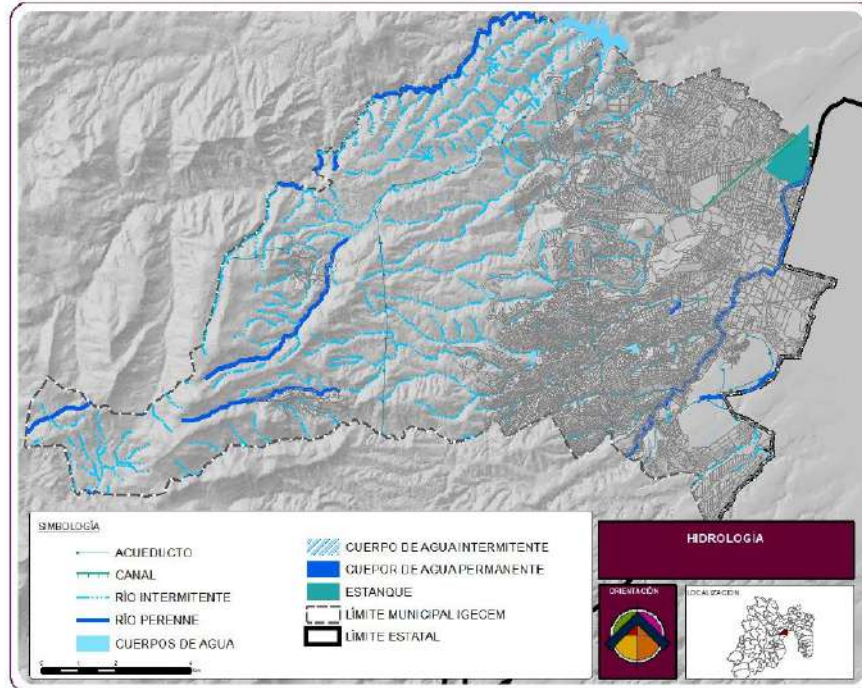 SIMBOLOGÍA
ACUEDUCTO
CANAL
RÍO INTERMITENTE
RÍO PERENNE
CUERPOS DE AGUA
CUERPO DE AGUA INTERMITENTE
CUEPOR DE AGUA PERMANENTE
ESTANQUE
LÍMITE MUNICIPAL IGECEM
LÍMITE ESTATAL
HIDROLOGÍA
ORIENTACIÓN
LOCALIZACIÓN